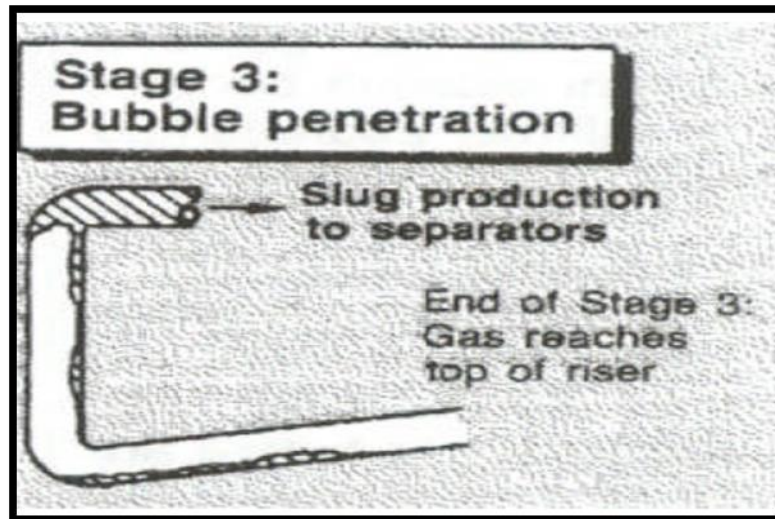 Stage 3:
Bubble penetration
Slug production
to separators
End of Stage 3:
Gas reaches
top of riser